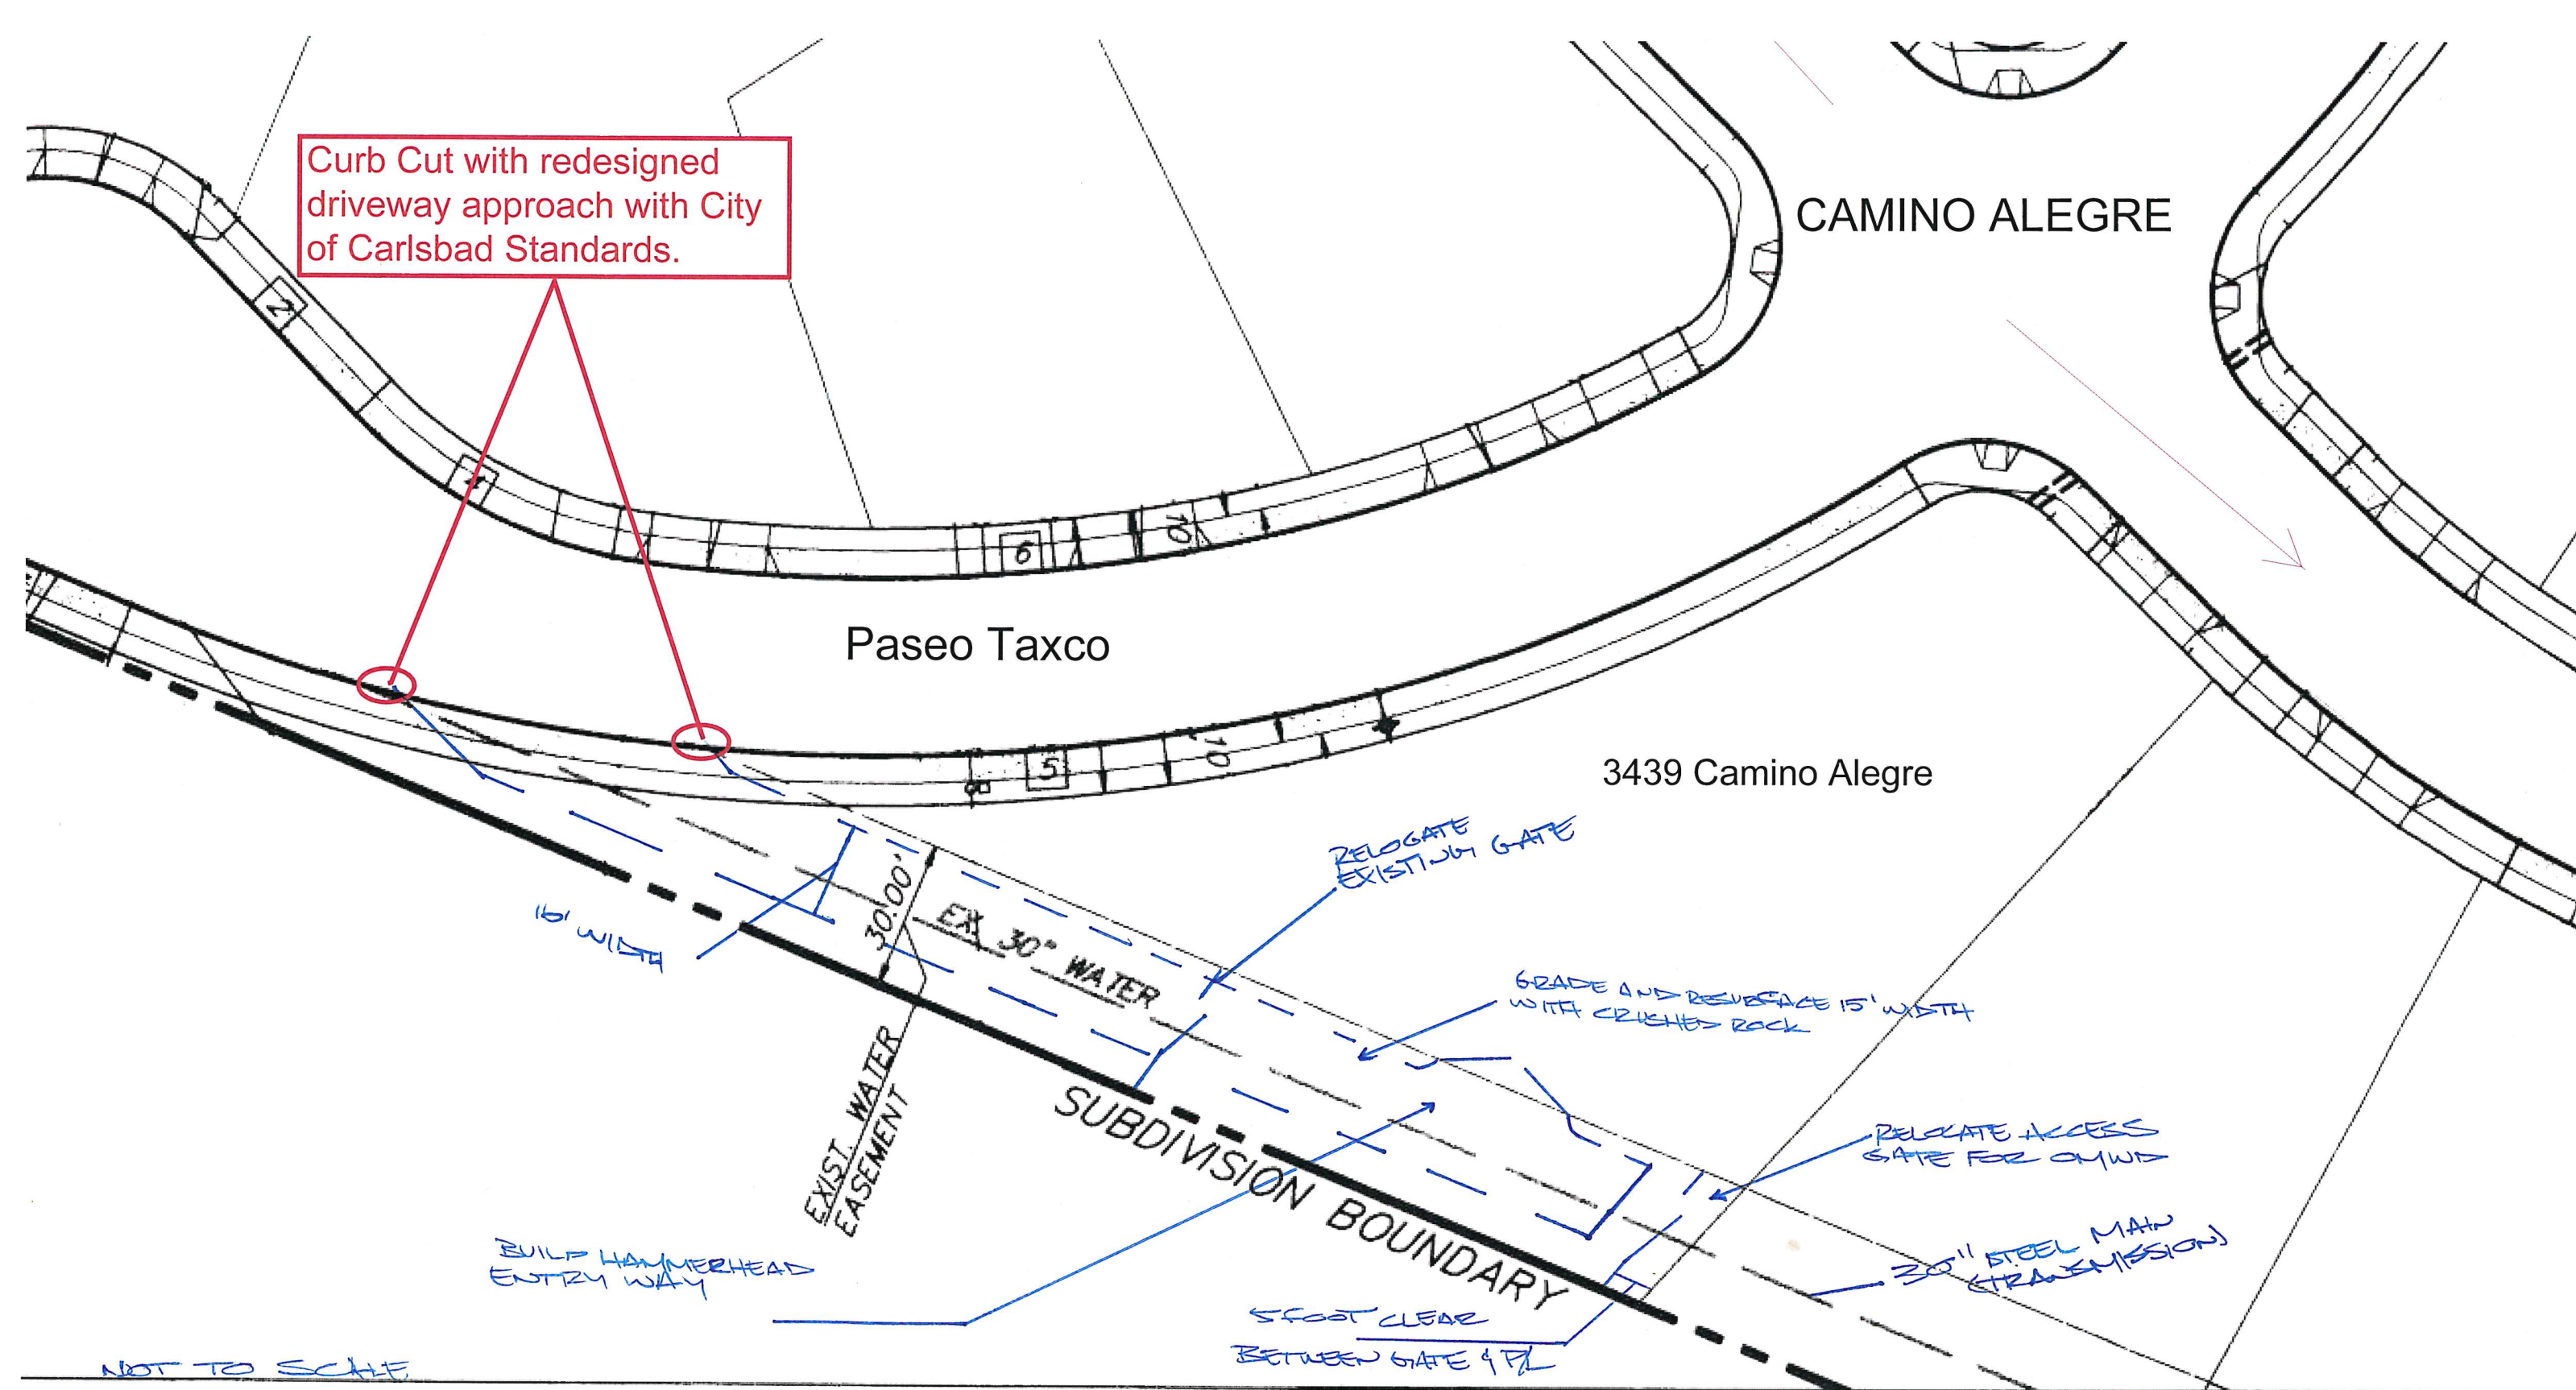 Curb Cut with redesigned
driveway approach with City
of Carlsbad Standards.
CAMINO ALEGRE
2
4
6
10
Paseo Taxco
5
10
3439 Camino Alegre
RELOGATE
EXISTING GATE
16' WIDTH
30.00'
EX. 30" WATER
GRADE AND RESURFACE 15' WIDTH
WITH CRUSHED ROCK
EXIST. WATER
EASEMENT
SUBDIVISION BOUNDARY
RELOCATE ACCESS
GATE FOR OMWD
BUILD HAMMERHEAD
ENTRY WAY
30" STEEL MAIN
(TRANSMISSION)
5 FOOT CLEAR
BETWEEN GATE & P/L
NOT TO SCALE